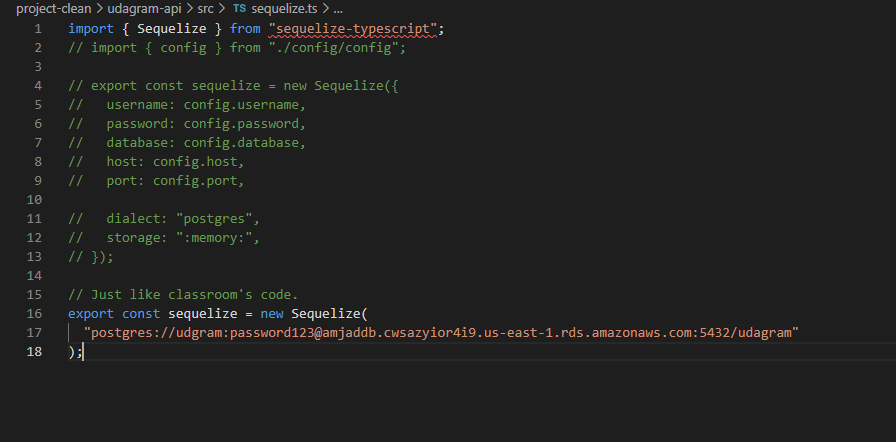 project-clean > udagram-api > src > TS sequelize.ts > ...
1 import { Sequelize } from "sequelize-typescript";
2 // import { config } from "./config/config";
3
4 // export const sequelize = new Sequelize({
5 //   username: config.username,
6 //   password: config.password,
7 //   database: config.database,
8 //   host: config.host,
9 //   port: config.port,
10
11 //   dialect: "postgres",
12 //   storage: ":memory:",
13 // });
14
15 // Just like classroom's code.
16 export const sequelize = new Sequelize(
17   "postgres://udgram:password123@amjaddb.cwsazyior4i9.us-east-1.rds.amazonaws.com:5432/udagram"
18 );